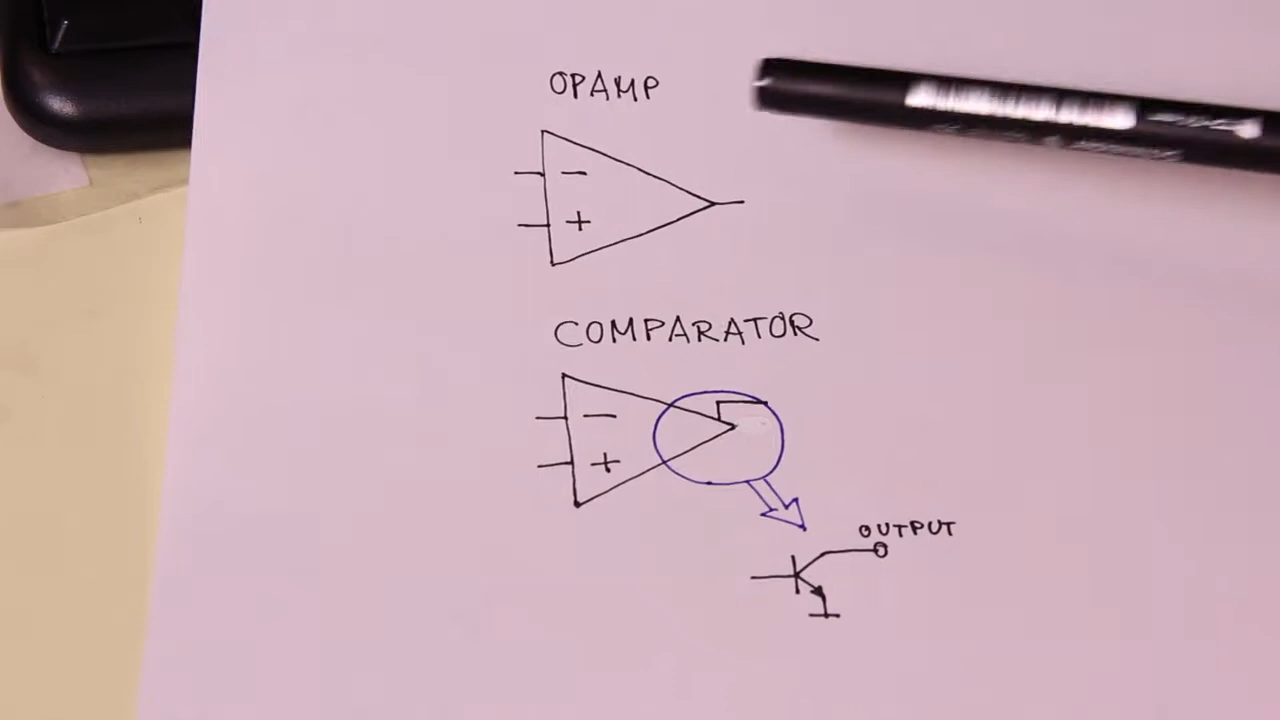 OPAMP
−
+
COMPARATOR
−
+
OUTPUT